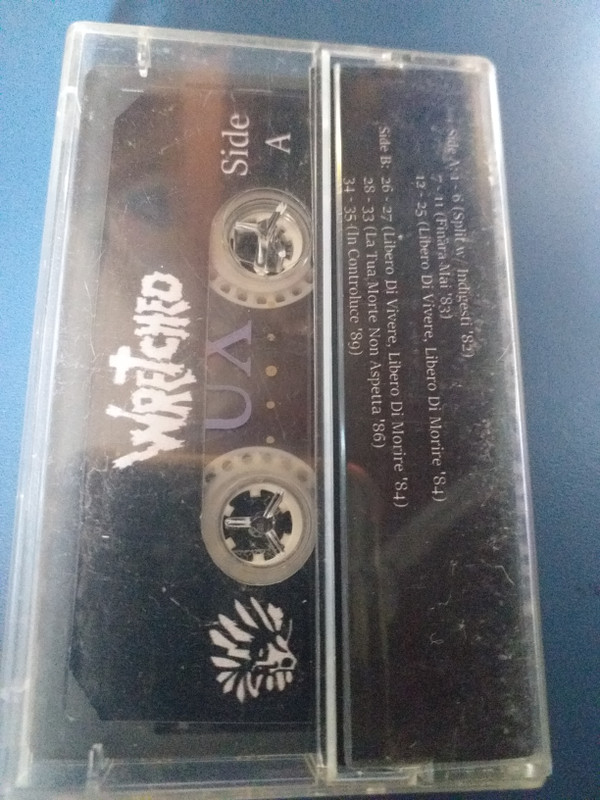 Side
A
WRETCHED
UX
Side A: 1 - 6 (Split w/ Indigesti '82)
7 - 11 (Finara Mai '83)
12 - 25 (Libero Di Vivere, Libero Di Morire '84)
Side B: 26 - 27 (Libero Di Vivere, Libero Di Morire '84)
28 - 33 (La Tua Morte Non Aspetta '86)
34 - 35 (In Controluce '89)